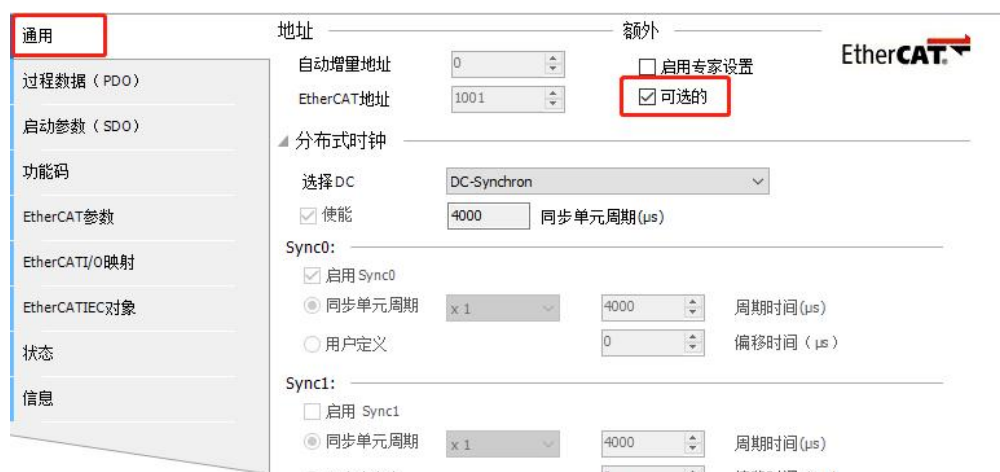 通用
过程数据（PDO）
启动参数（SDO）
功能码
EtherCAT参数
EtherCATI/O映射
EtherCATIEC对象
状态
信息
地址
额外
EtherCAT.
自动增量地址 0
启用专家设置
EtherCAT地址 1001
可选的
分布式时钟
选择DC DC-Synchron
使能 4000 同步单元周期(μs)
Sync0:
启用 Sync0
同步单元周期 x 1 4000 周期时间(μs)
用户定义 0 偏移时间（μs）
Sync1:
启用 Sync1
同步单元周期 x 1 4000 周期时间(μs)